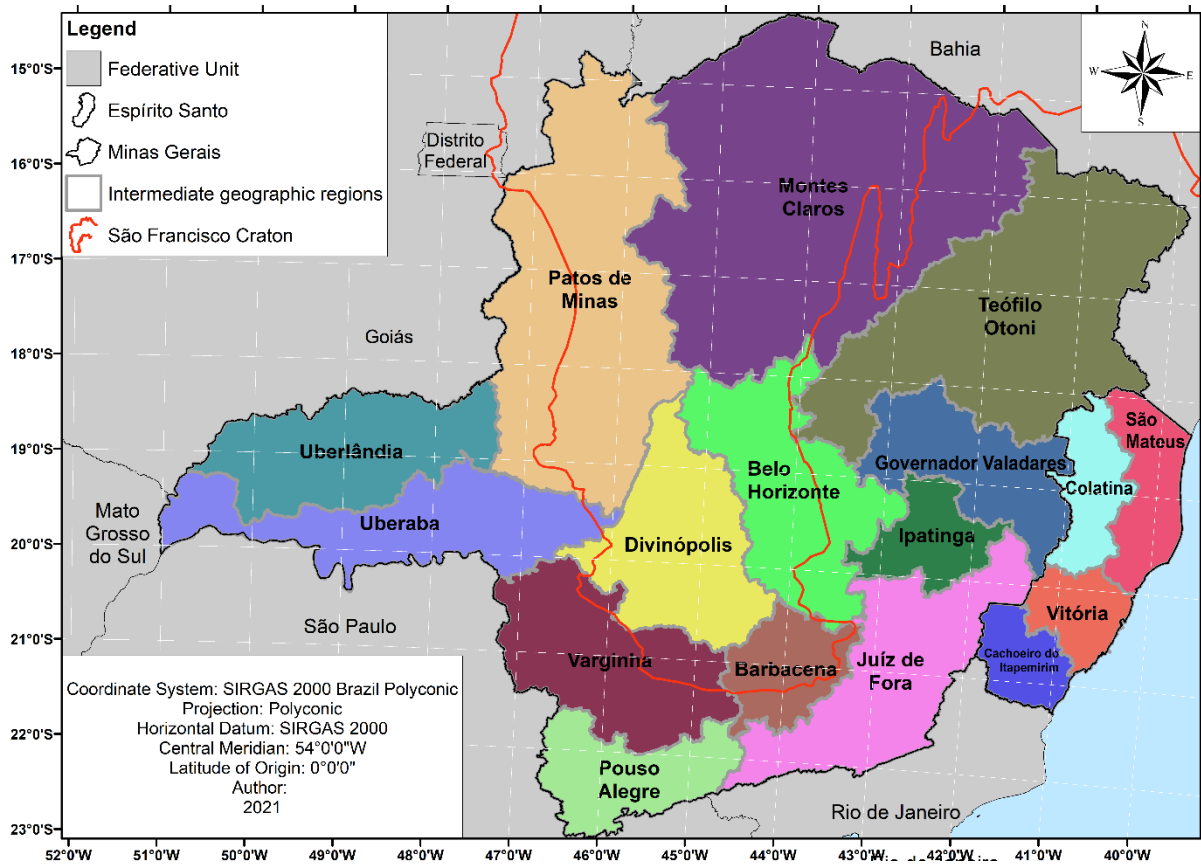 Legend
Federative Unit
Espírito Santo
Minas Gerais
Intermediate geographic regions
São Francisco Craton
N
W
E
S
Bahia
15°0'S
16°0'S
17°0'S
18°0'S
19°0'S
20°0'S
21°0'S
22°0'S
23°0'S
Distrito
Federal
Montes
Claros
Patos de
Minas
Teófilo
Otoni
Goiás
São
Mateus
Uberlândia
Belo
Horizonte
Governador Valadares
Colatina
Mato
Grosso
do Sul
Uberaba
Divinópolis
Ipatinga
São Paulo
Vitória
Varginha
Barbacena
Juíz de
Fora
Cachoeiro do
Itapemirim
Coordinate System: SIRGAS 2000 Brazil Polyconic
Projection: Polyconic
Horizontal Datum: SIRGAS 2000
Central Meridian: 54°0'0"W
Latitude of Origin: 0°0'0"
Author:
2021
Pouso
Alegre
Rio de Janeiro
52°0'W 51°0'W 50°0'W 49°0'W 48°0'W 47°0'W 46°0'W 45°0'W 44°0'W 43°0'W 42°0'W 41°0'W 40°0'W